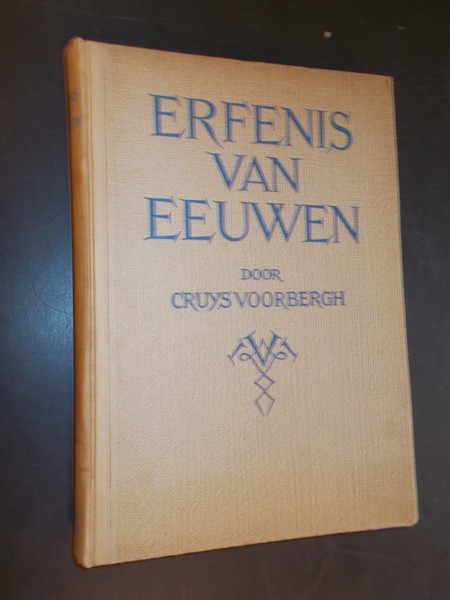 ERFENIS
VAN
EEUWEN
DOOR
CRUYS VOORBERGH